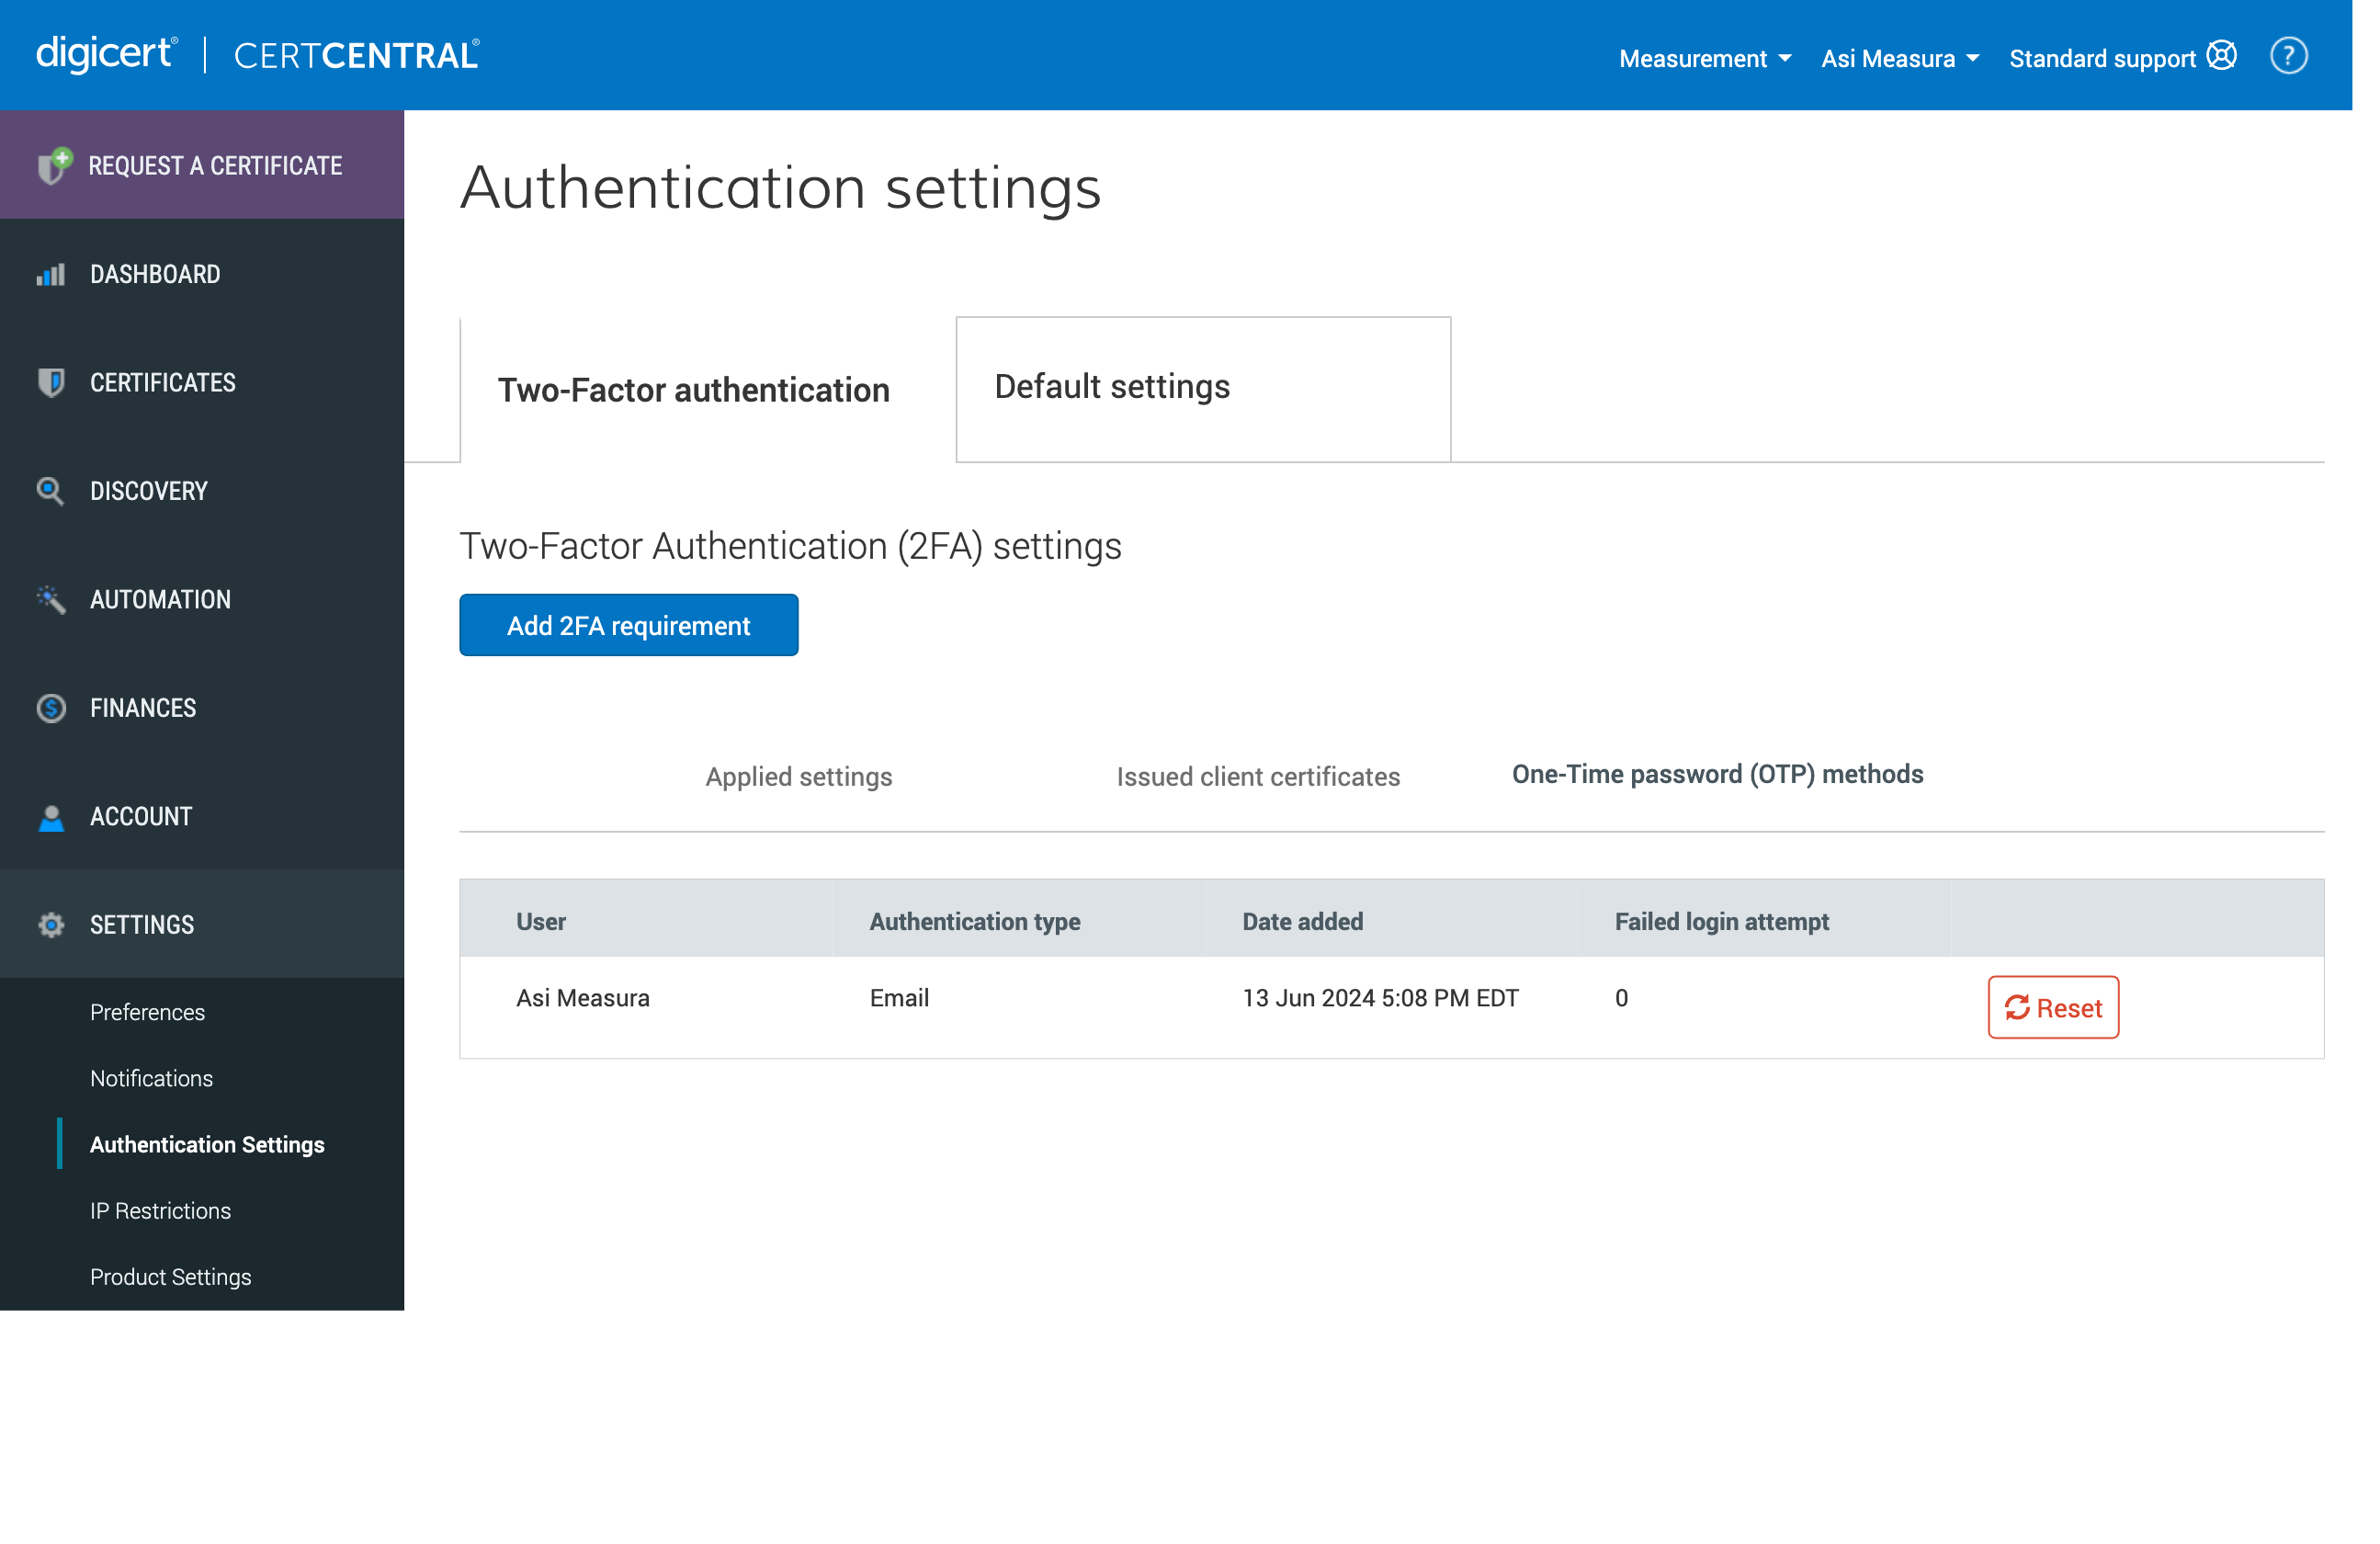 digicert® | CERTCENTRAL®
Measurement
Asi Measura
Standard support
?
REQUEST A CERTIFICATE
DASHBOARD
CERTIFICATES
DISCOVERY
AUTOMATION
$ FINANCES
ACCOUNT
SETTINGS
Preferences
Notifications
Authentication Settings
IP Restrictions
Product Settings
Authentication settings
Two-Factor authentication
Default settings
Two-Factor Authentication (2FA) settings
Add 2FA requirement
Applied settings
Issued client certificates
One-Time password (OTP) methods
User Authentication type Date added Failed login attempt
Asi Measura Email 13 Jun 2024 5:08 PM EDT 0 Reset